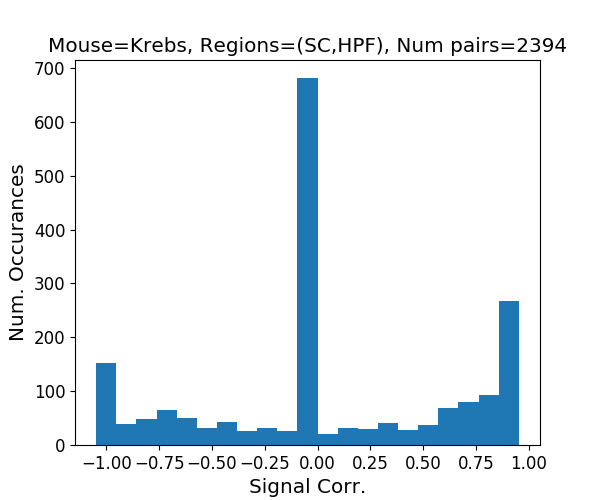 Mouse=Krebs, Regions=(SC,HPF), Num pairs=2394
700
600
500
400
300
200
100
0
Num. Occurances
−1.00 −0.75 −0.50 −0.25 0.00 0.25 0.50 0.75 1.00
Signal Corr.